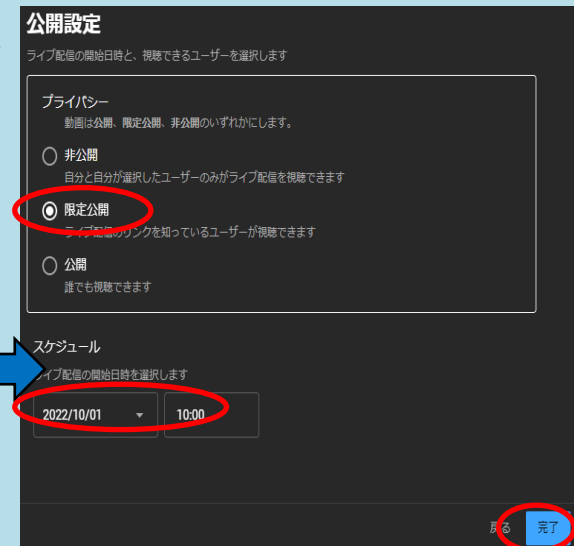 公開設定
ライブ配信の開始日時と、視聴できるユーザーを選択します
プライバシー
動画は公開、限定公開、非公開のいずれかにします。
非公開
自分と自分が選択したユーザーのみがライブ配信を視聴できます
限定公開
ライブ配信のリンクを知っているユーザーが視聴できます
公開
誰でも視聴できます
スケジュール
ライブ配信の開始日時を選択します
2022/10/01 10:00
戻る 完了